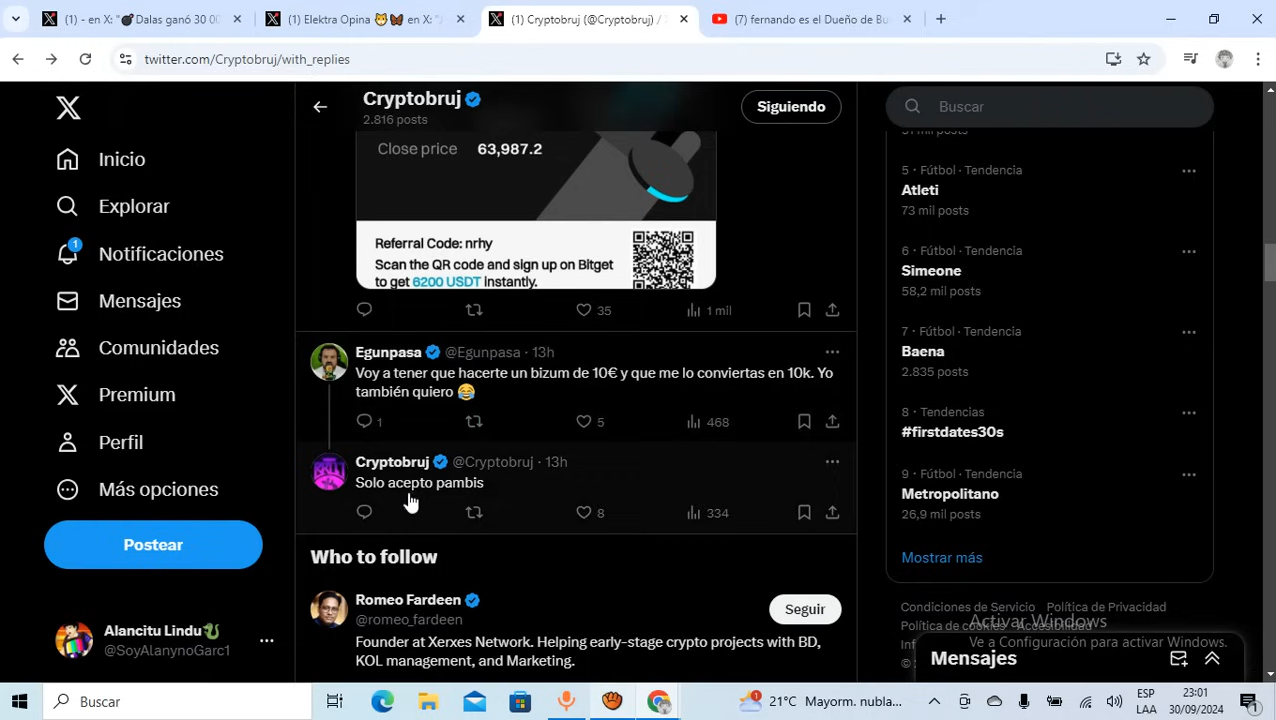 (1) - en X: "💣 Dalas ganó 30 00
(1) Elektra Opina 🐯🦋 en X: "
(1) Cryptobruj (@Cryptobruj) /
(7) fernando es el Dueño de Bu
twitter.com/Cryptobruj/with_replies
Inicio
Explorar
1
Notificaciones
Mensajes
Comunidades
Premium
Perfil
Más opciones
Postear
Alancitu Lindu🐍
@SoyAlanynoGarc1
Cryptobruj
2.816 posts
Siguiendo
Close price 63,987.2
Referral Code: nrhy
Scan the QR code and sign up on Bitget
to get 6200 USDT instantly.
35 1 mil
Egunpasa @Egunpasa · 13h
Voy a tener que hacerte un bizum de 10€ y que me lo conviertas en 10k. Yo
también quiero 😂
1 5 468
Cryptobruj @Cryptobruj · 13h
Solo acepto pambis
8 334
Who to follow
Romeo Fardeen
@romeo_fardeen
Seguir
Founder at Xerxes Network. Helping early-stage crypto projects with BD,
KOL management, and Marketing.
Buscar
51 mil posts
5 · Fútbol · Tendencia
Atleti
73 mil posts
6 · Fútbol · Tendencia
Simeone
58,2 mil posts
7 · Fútbol · Tendencia
Baena
2.835 posts
8 · Tendencias
#firstdates30s
9 · Fútbol · Tendencia
Metropolitano
26,9 mil posts
Mostrar más
Condiciones de Servicio Política de Privacidad
Política de cookies Accesibilidad
Activar Windows
Ve a Configuración para activar Windows.
Mensajes
Buscar
1
21°C Mayorm. nubla...
ESP
LAA
23:01
30/09/2024
1